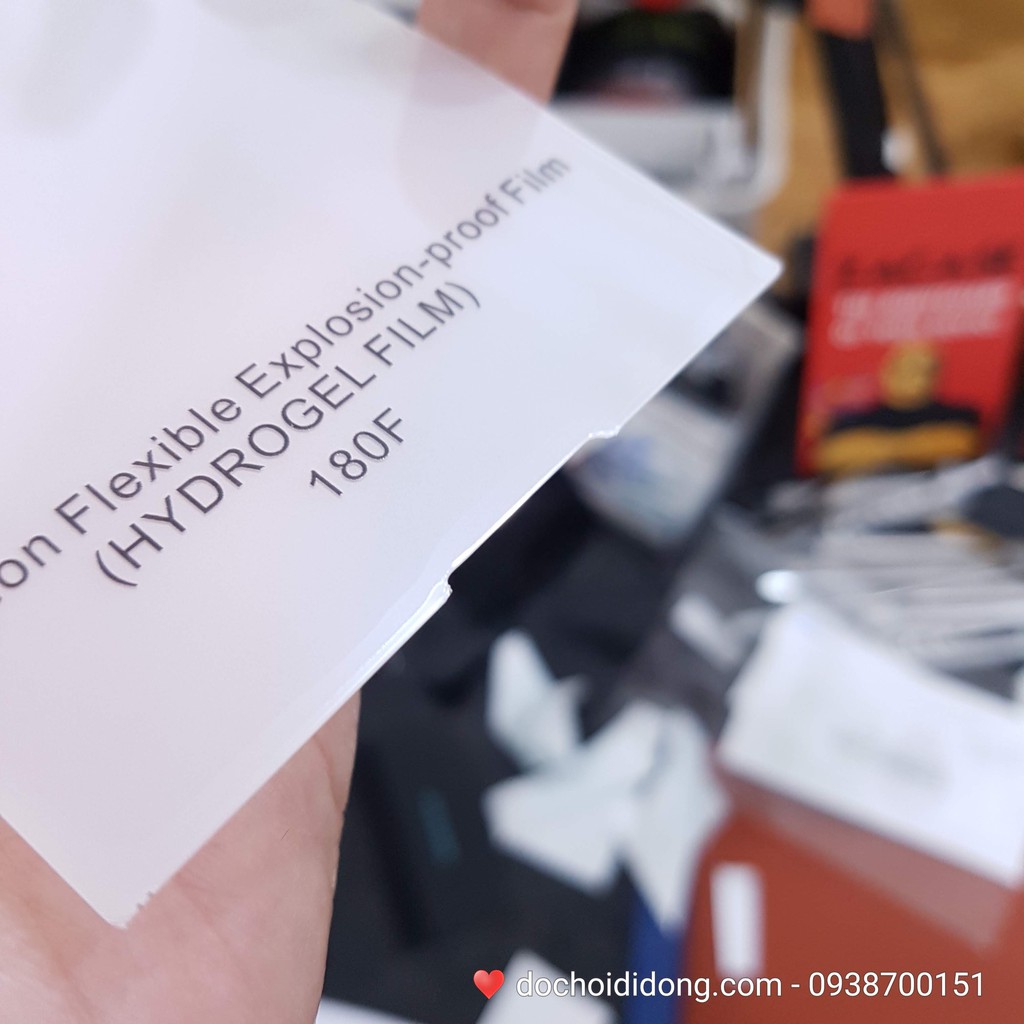 on Flexible Explosion-proof Film
(HYDROGEL FILM)
180F
dochoididong.com - 0938700151